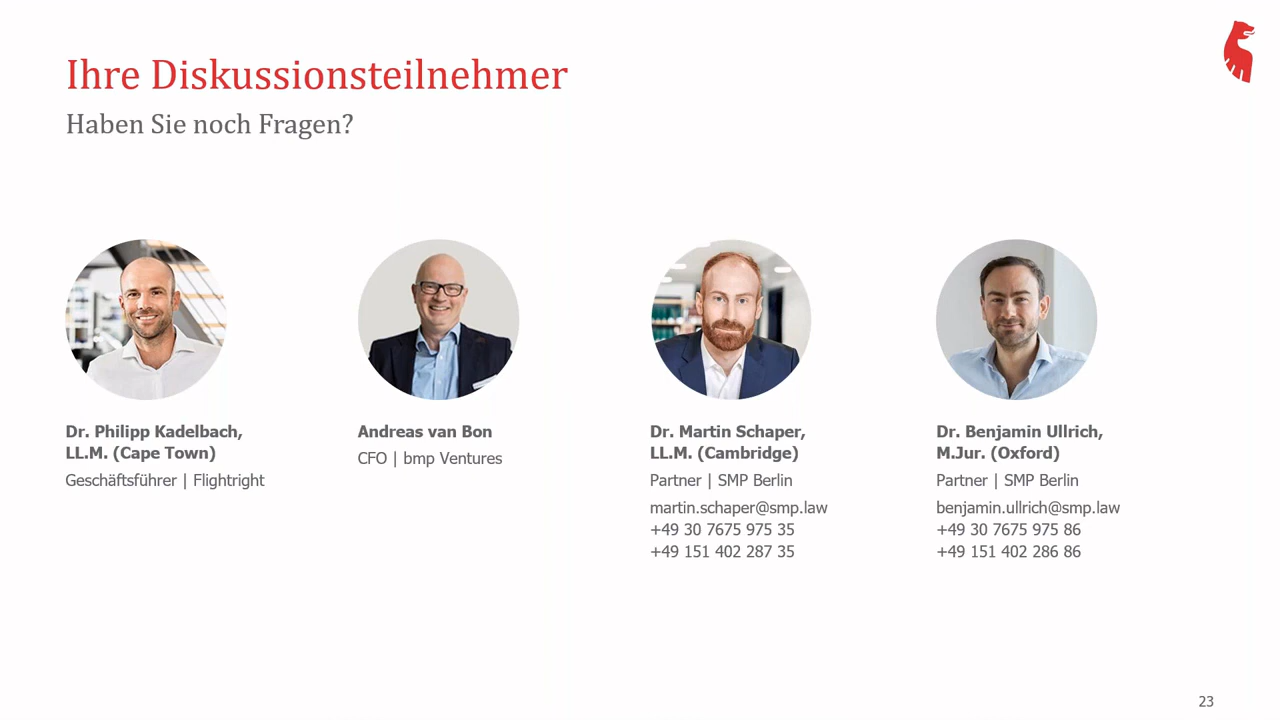 Ihre Diskussionsteilnehmer
Haben Sie noch Fragen?
Dr. Philipp Kadelbach,
LL.M. (Cape Town)
Geschäftsführer | Flightright
Andreas van Bon
CFO | bmp Ventures
Dr. Martin Schaper,
LL.M. (Cambridge)
Partner | SMP Berlin
martin.schaper@smp.law
+49 30 7675 975 35
+49 151 402 287 35
Dr. Benjamin Ullrich,
M.Jur. (Oxford)
Partner | SMP Berlin
benjamin.ullrich@smp.law
+49 30 7675 975 86
+49 151 402 286 86
23